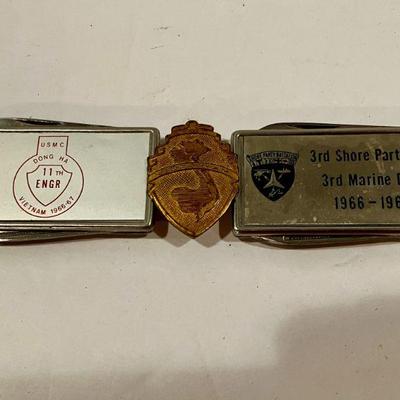 USMC
DONG HA
11TH
ENGR
VIETNAM 1966-67
3rd Shore Part
3rd Marine D
1966-196